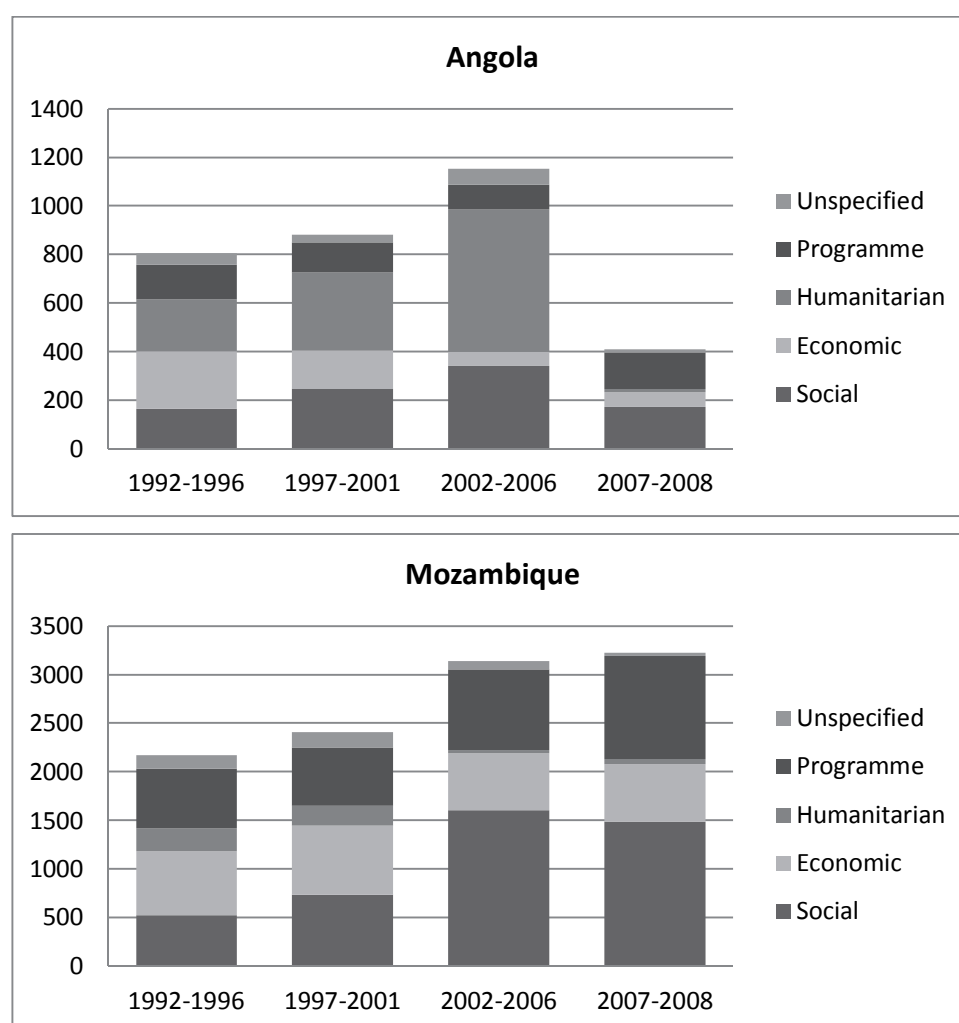 Angola
1400
1200
1000
800
600
400
200
0
1992-1996 1997-2001 2002-2006 2007-2008
Unspecified
Programme
Humanitarian
Economic
Social
Mozambique
3500
3000
2500
2000
1500
1000
500
0
1992-1996 1997-2001 2002-2006 2007-2008
Unspecified
Programme
Humanitarian
Economic
Social